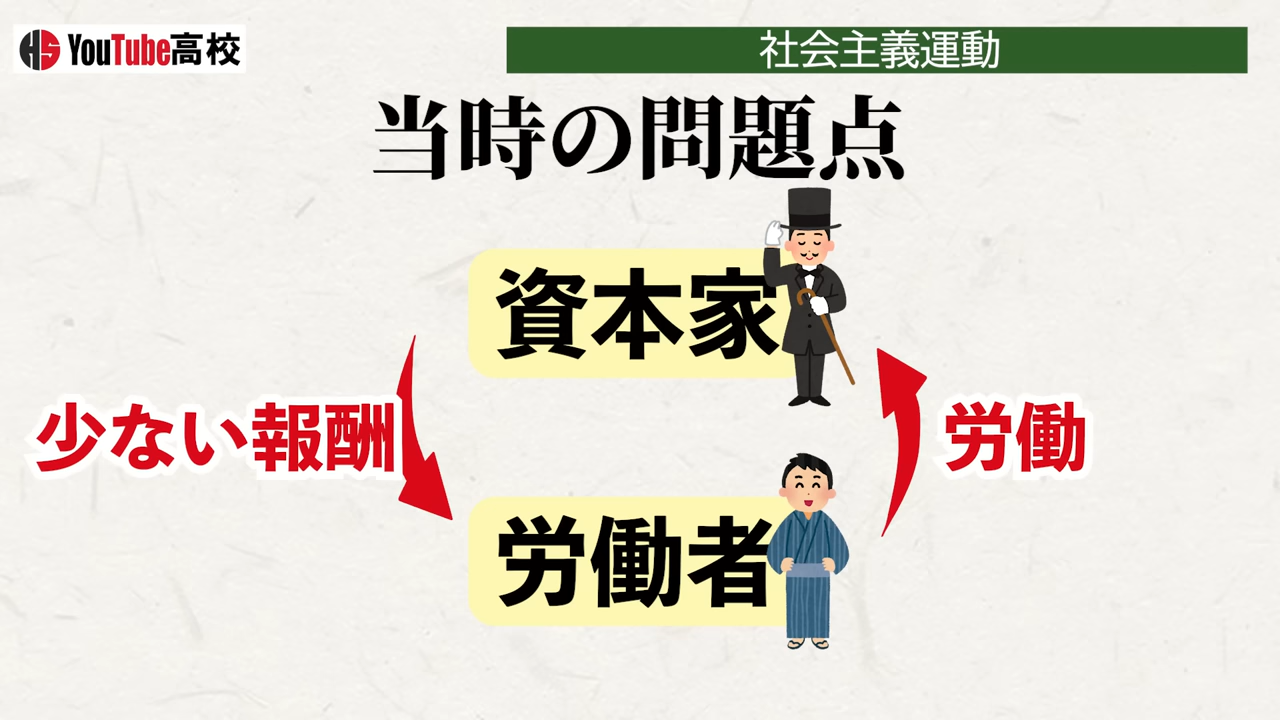 YouTube高校
社会主義運動
当時の問題点
資本家
少ない報酬
労働
労働者